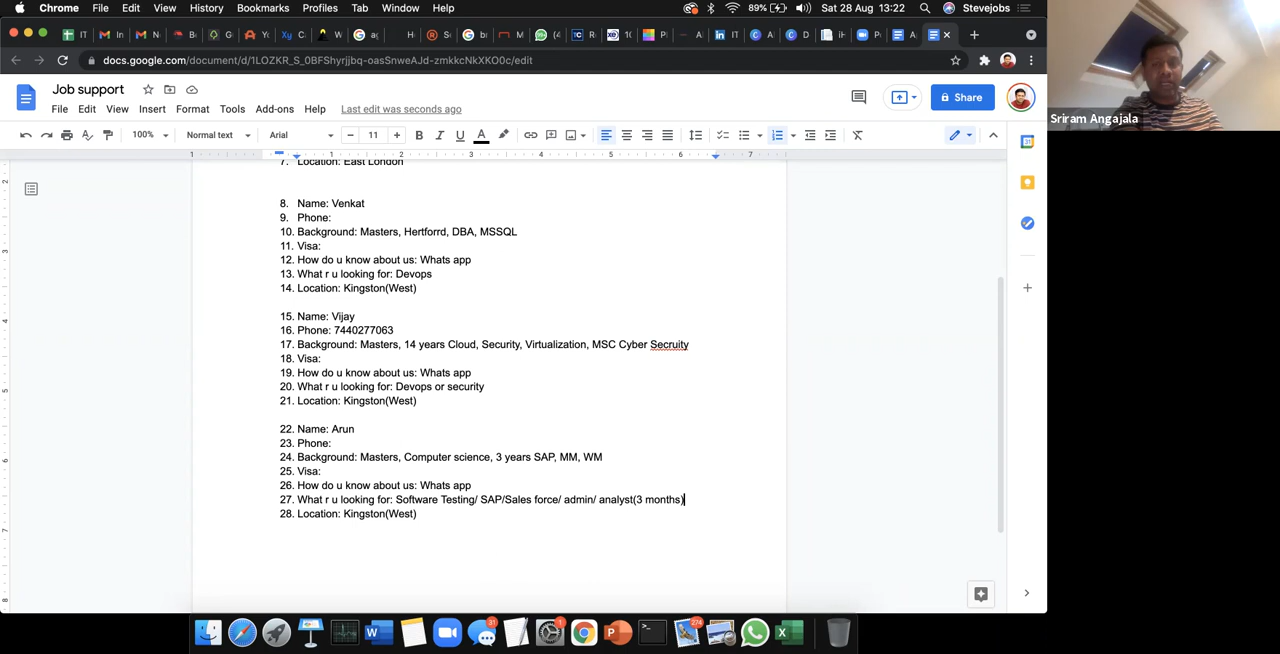 Chrome File Edit View History Bookmarks Profiles Tab Window Help 89% Sat 28 Aug 13:22 Stevejobs
docs.google.com/document/d/1LOZKR_S_0BFShyrjjbq-oasSnweAJd-zmkkcNkXKO0c/edit
Job support
File Edit View Insert Format Tools Add-ons Help Last edit was seconds ago
Share
Sriram Angajala
100% Normal text Arial 11
7. Location: East London
8. Name: Venkat
9. Phone:
10. Background: Masters, Hertforrd, DBA, MSSQL
11. Visa:
12. How do u know about us: Whats app
13. What r u looking for: Devops
14. Location: Kingston(West)
15. Name: Vijay
16. Phone: 7440277063
17. Background: Masters, 14 years Cloud, Security, Virtualization, MSC Cyber Secruity
18. Visa:
19. How do u know about us: Whats app
20. What r u looking for: Devops or security
21. Location: Kingston(West)
22. Name: Arun
23. Phone:
24. Background: Masters, Computer science, 3 years SAP, MM, WM
25. Visa:
26. How do u know about us: Whats app
27. What r u looking for: Software Testing/ SAP/Sales force/ admin/ analyst(3 months)
28. Location: Kingston(West)